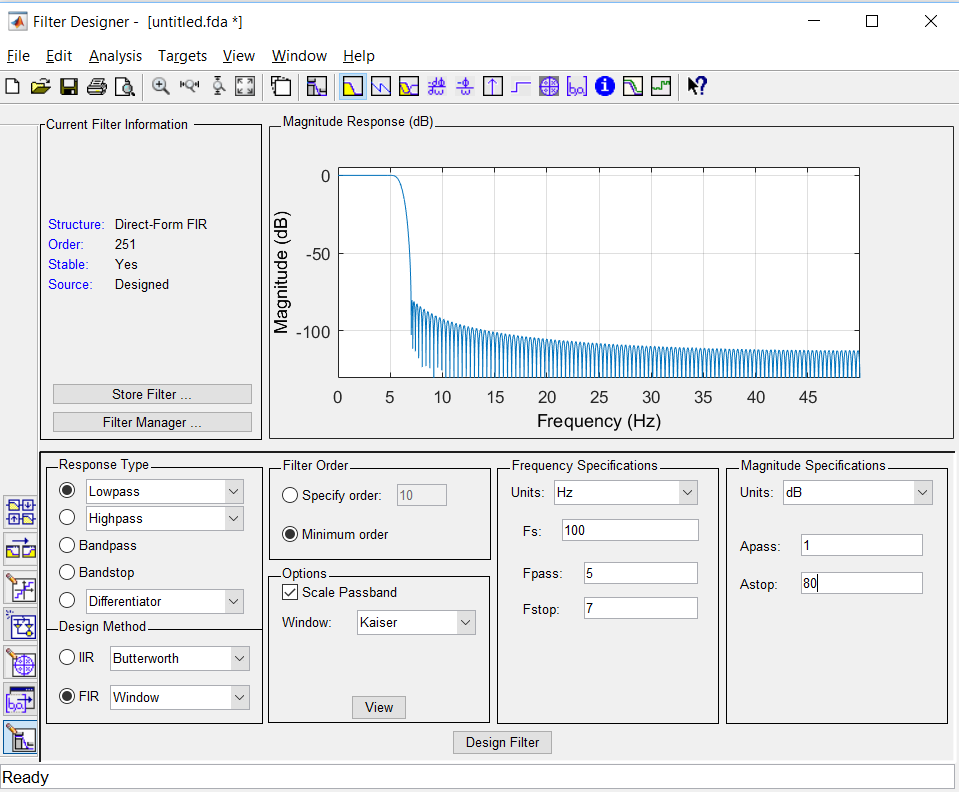 Filter Designer - [untitled.fda *]
File Edit Analysis Targets View Window Help
Current Filter Information
Structure: Direct-Form FIR
Order: 251
Stable: Yes
Source: Designed
Store Filter ...
Filter Manager ...
Magnitude Response (dB)
Magnitude (dB)
0
-50
-100
0 5 10 15 20 25 30 35 40 45
Frequency (Hz)
Response Type
Lowpass
Highpass
Bandpass
Bandstop
Differentiator
Design Method
IIR Butterworth
FIR Window
Filter Order
Specify order: 10
Minimum order
Options
Scale Passband
Window: Kaiser
View
Frequency Specifications
Units: Hz
Fs: 100
Fpass: 5
Fstop: 7
Magnitude Specifications
Units: dB
Apass: 1
Astop: 80
Design Filter
Ready